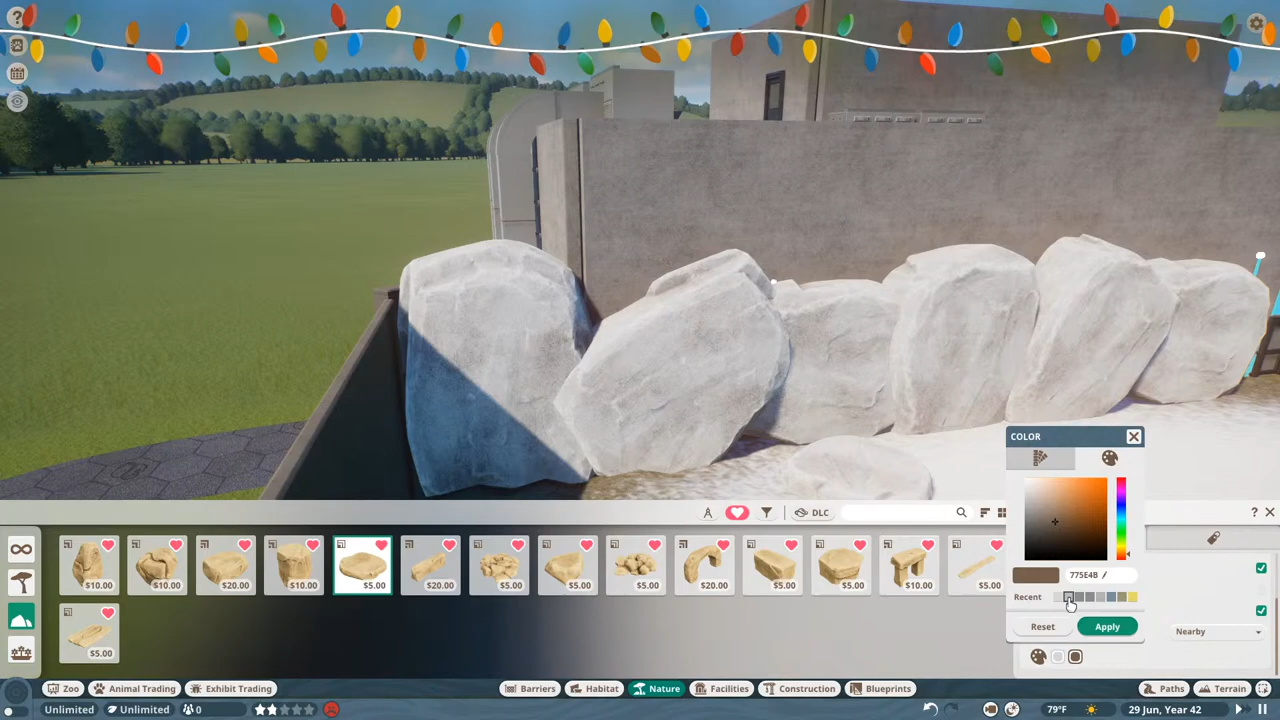 ?
COLOR
DLC
? ×
$10.00 $10.00 $20.00 $10.00 $5.00 $20.00 $5.00 $5.00 $5.00 $20.00 $5.00 $5.00 $10.00 $5.00
$5.00
775E4B /
Recent
Reset Apply
Nearby
Zoo Animal Trading Exhibit Trading Barriers Habitat Nature Facilities Construction Blueprints Paths Terrain
Unlimited Unlimited 0 79°F 29 Jun, Year 42